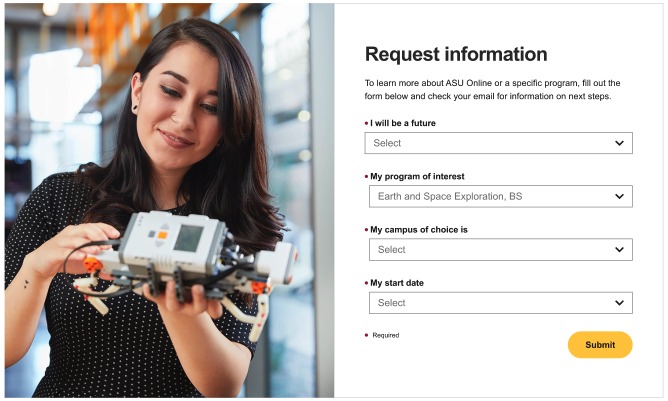 Request information
To learn more about ASU Online or a specific program, fill out the
form below and check your email for information on next steps.
• I will be a future
Select
• My program of interest
Earth and Space Exploration, BS
• My campus of choice is
Select
• My start date
Select
• Required
Submit